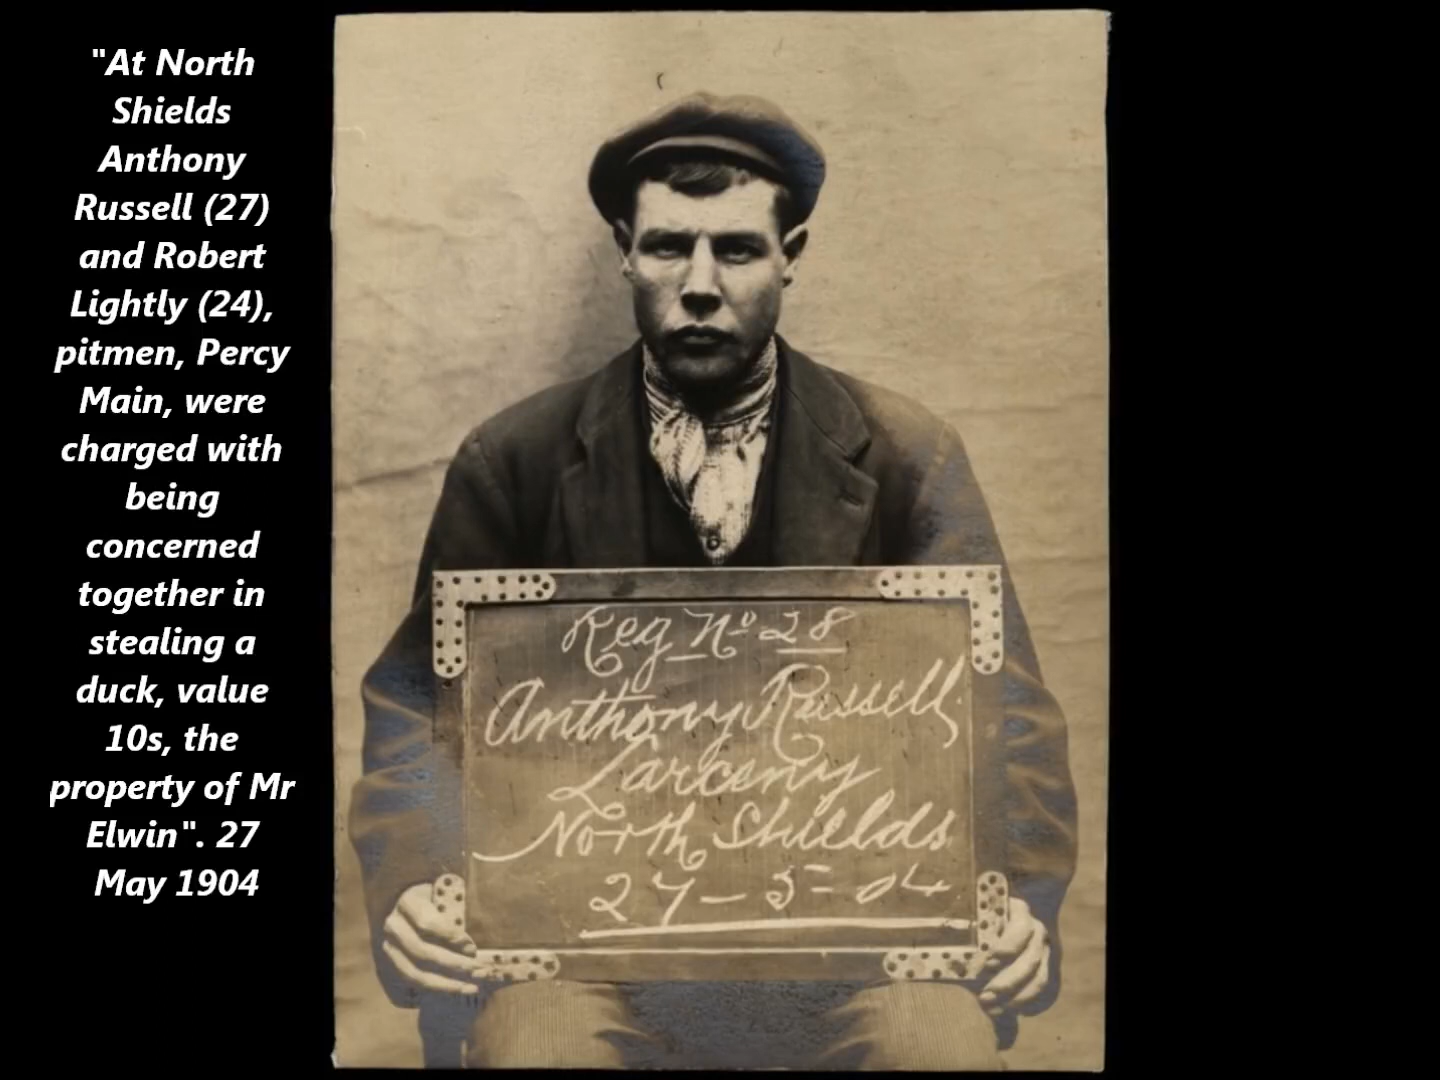 "At North
Shields
Anthony
Russell (27)
and Robert
Lightly (24),
pitmen, Percy
Main, were
charged with
being
concerned
together in
stealing a
duck, value
10s, the
property of Mr
Elwin". 27
May 1904
Reg Nº 28
Anthony Russell,
Larceny
North Shields
27-5-04